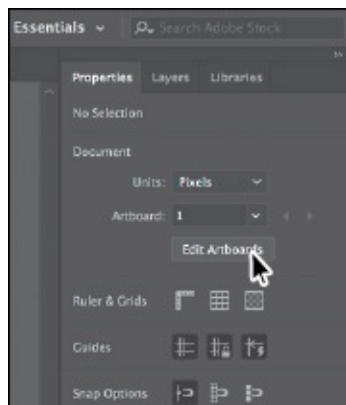 Essentials Search Adobe Stock
Properties Layers Libraries
No Selection
Document
Units: Pixels
Artboard: 1
Edit Artboards
Ruler & Grids
Guides
Snap Options